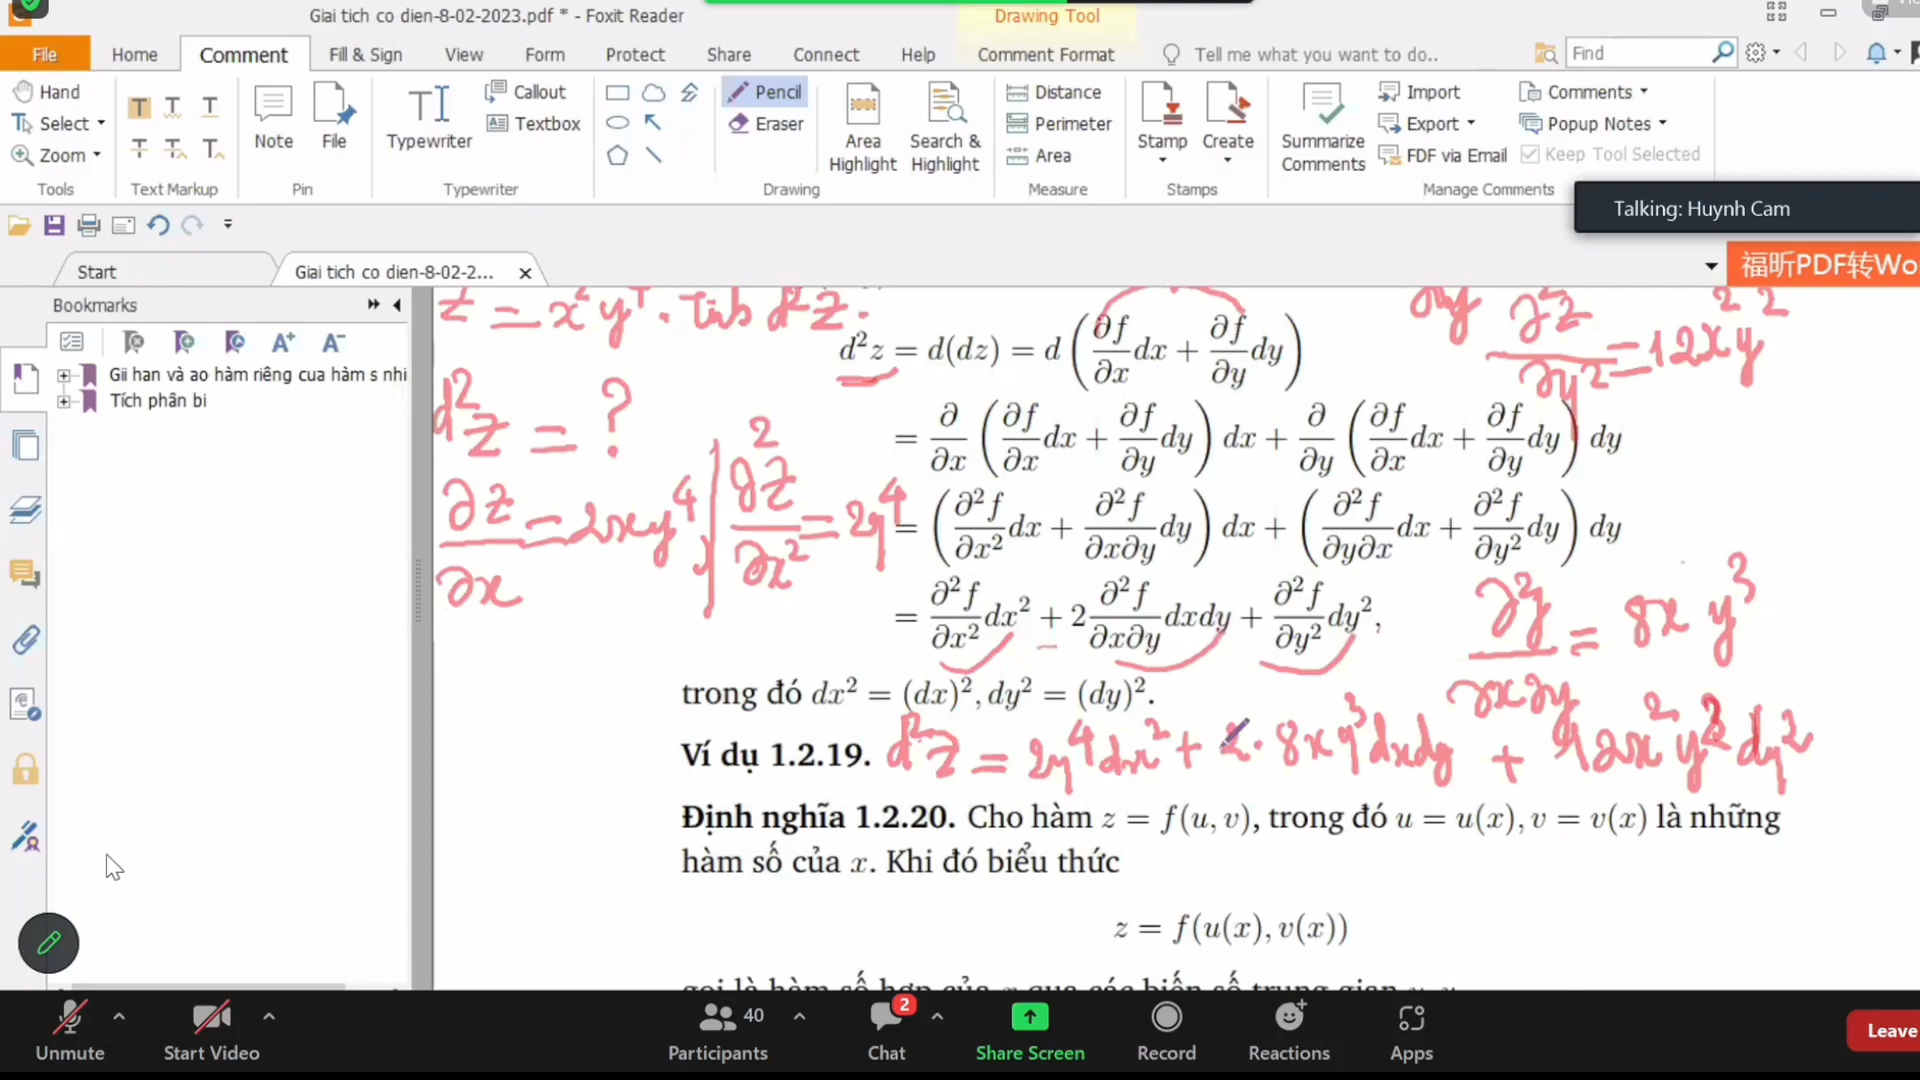 Giai tich co dien-8-02-2023.pdf * - Foxit Reader
Drawing Tool
File Home Comment Fill & Sign View Form Protect Share Connect Help Comment Format Tell me what you want to do.. Find
Hand
Select
Zoom
Tools
Text Markup
Note
File
Pin
Typewriter
Callout
Textbox
Typewriter
Pencil
Eraser
Area Highlight
Search & Highlight
Drawing
Distance
Perimeter
Area
Measure
Stamp
Create
Stamps
Summarize Comments
Import
Export
FDF via Email
Comments
Popup Notes
Keep Tool Selected
Manage Comments
Talking: Huynh Cam
Start
Giai tich co dien-8-02-2...
福昕PDF转Wo
Bookmarks
Gii han và ao hàm riêng cua hàm s nhi
Tích phân bi
d²z = ?
∂z/∂x = 2xy⁴, ∂²z/∂x² = 2y⁴
∂²z/∂y² = 12x²y²
d²z = d(dz) = d(∂f/∂x dx + ∂f/∂y dy)
= ∂/∂x (∂f/∂x dx + ∂f/∂y dy) dx + ∂/∂y (∂f/∂x dx + ∂f/∂y dy) dy
= (∂²f/∂x² dx + ∂²f/∂x∂y dy) dx + (∂²f/∂y∂x dx + ∂²f/∂y² dy) dy
= ∂²f/∂x² dx² + 2 ∂²f/∂x∂y dxdy + ∂²f/∂y² dy²,
∂²y/∂x∂y = 8xy³
trong đó dx² = (dx)², dy² = (dy)².
Ví dụ 1.2.19. d²z = 2y⁴dx² + 2. 8xy³dxdy + 12x²y²dy²
Định nghĩa 1.2.20. Cho hàm z = f(u, v), trong đó u = u(x), v = v(x) là những
hàm số của x. Khi đó biểu thức
z = f(u(x), v(x))
Unmute
Start Video
40
Participants
2
Chat
Share Screen
Record
Reactions
Apps
Leave